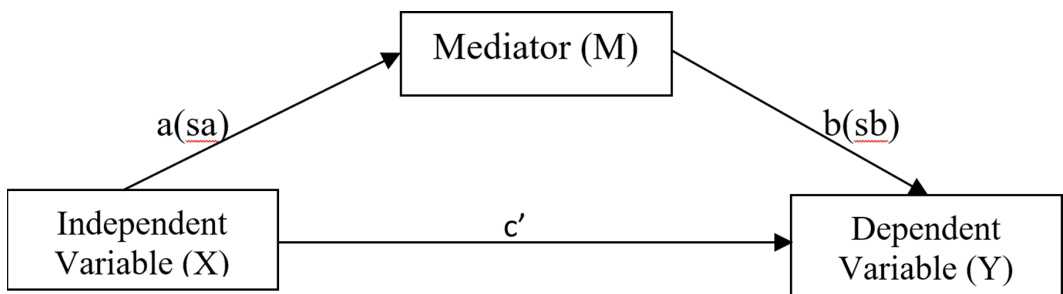 Mediator (M)
a(sa)
b(sb)
Independent
Variable (X)
c’
Dependent
Variable (Y)